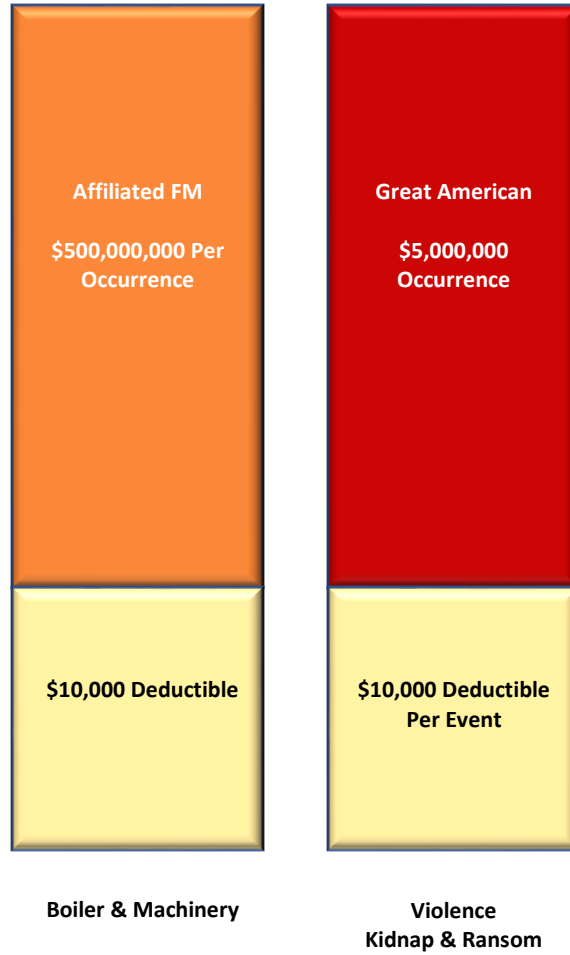 Affiliated FM
$500,000,000 Per
Occurrence
$10,000 Deductible
Boiler & Machinery
Great American
$5,000,000
Occurrence
$10,000 Deductible
Per Event
Violence
Kidnap & Ransom